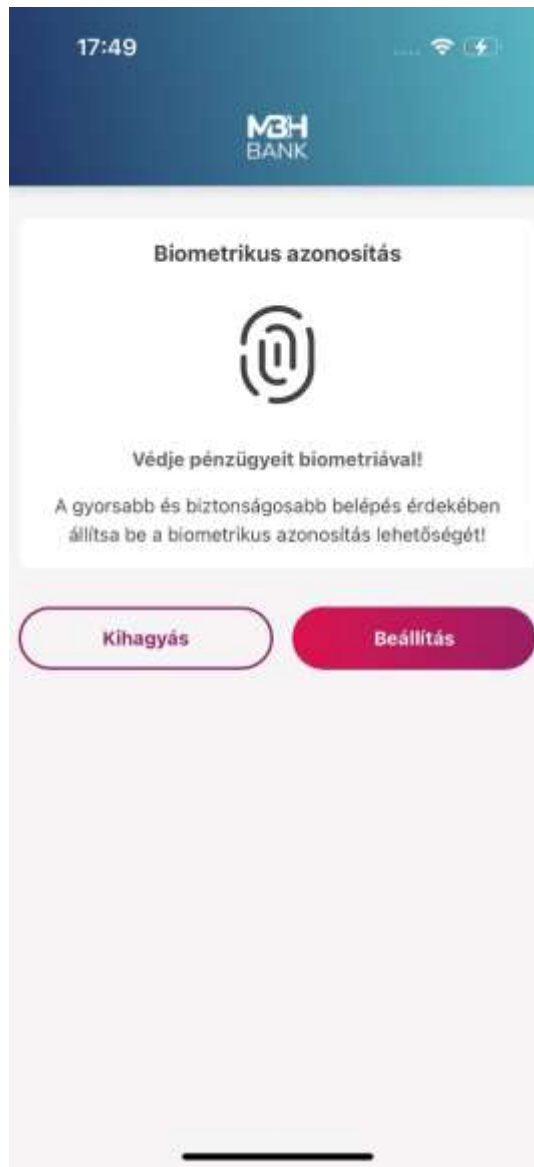 17:49
MBH
BANK
Biometrikus azonosítás
Védje pénzügyeit biometriával!
A gyorsabb és biztonságosabb belépés érdekében
állítsa be a biometrikus azonosítás lehetőségét!
Kihagyás
Beállítás